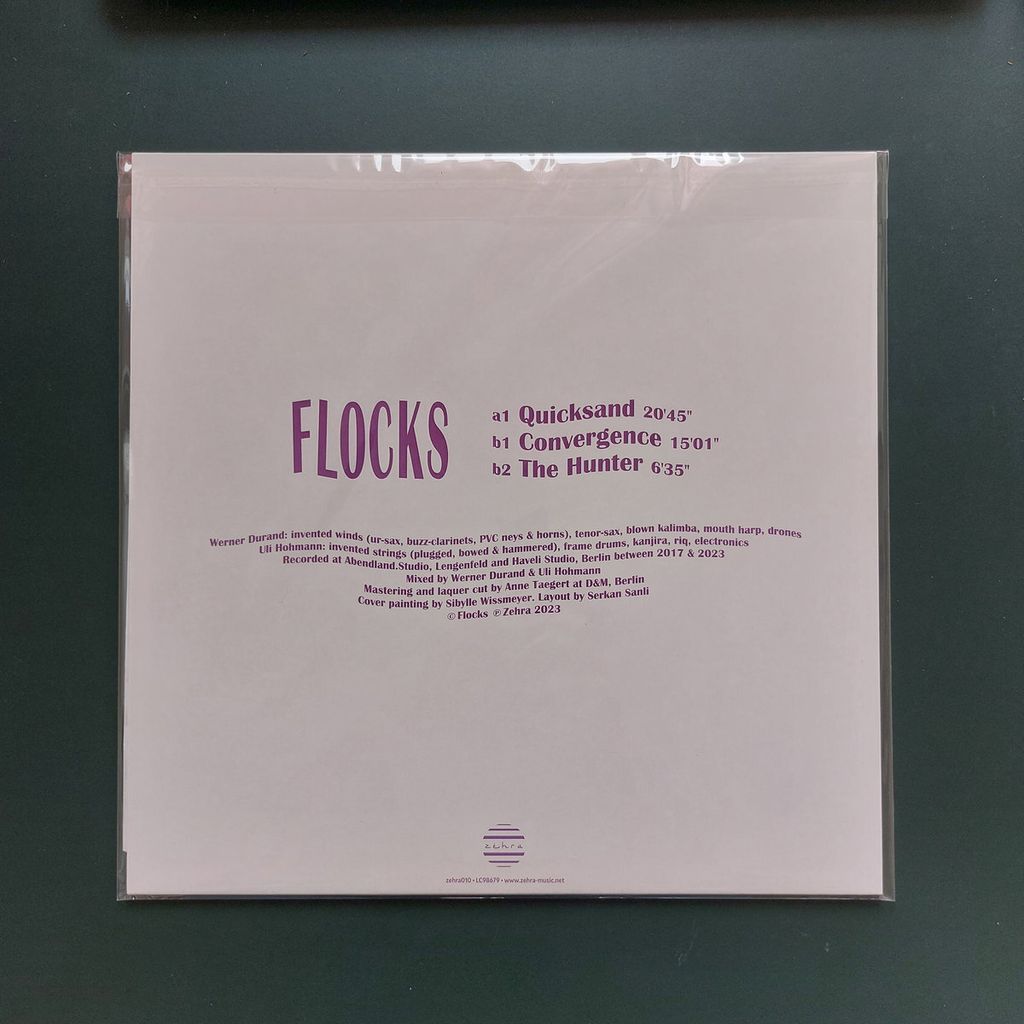 FLOCKS
a1 Quicksand 20'45"
b1 Convergence 15'01"
b2 The Hunter 6'35"
Werner Durand: invented winds (ur-sax, buzz-clarinets, PVC neys & horns), tenor-sax, blown kalimba, mouth harp, drones
Uli Hohmann: invented strings (plugged, bowed & hammered), frame drums, kanjira, riq, electronics
Recorded at Abendland.Studio, Lengenfeld and Haveli Studio, Berlin between 2017 & 2023
Mixed by Werner Durand & Uli Hohmann
Mastering and laquer cut by Anne Taegert at D&M, Berlin
Cover painting by Sibylle Wissmeyer. Layout by Serkan Sanli
© Flocks ℗ Zehra 2023
zehra
zehra010 • LC98679 • www.zehra-music.net